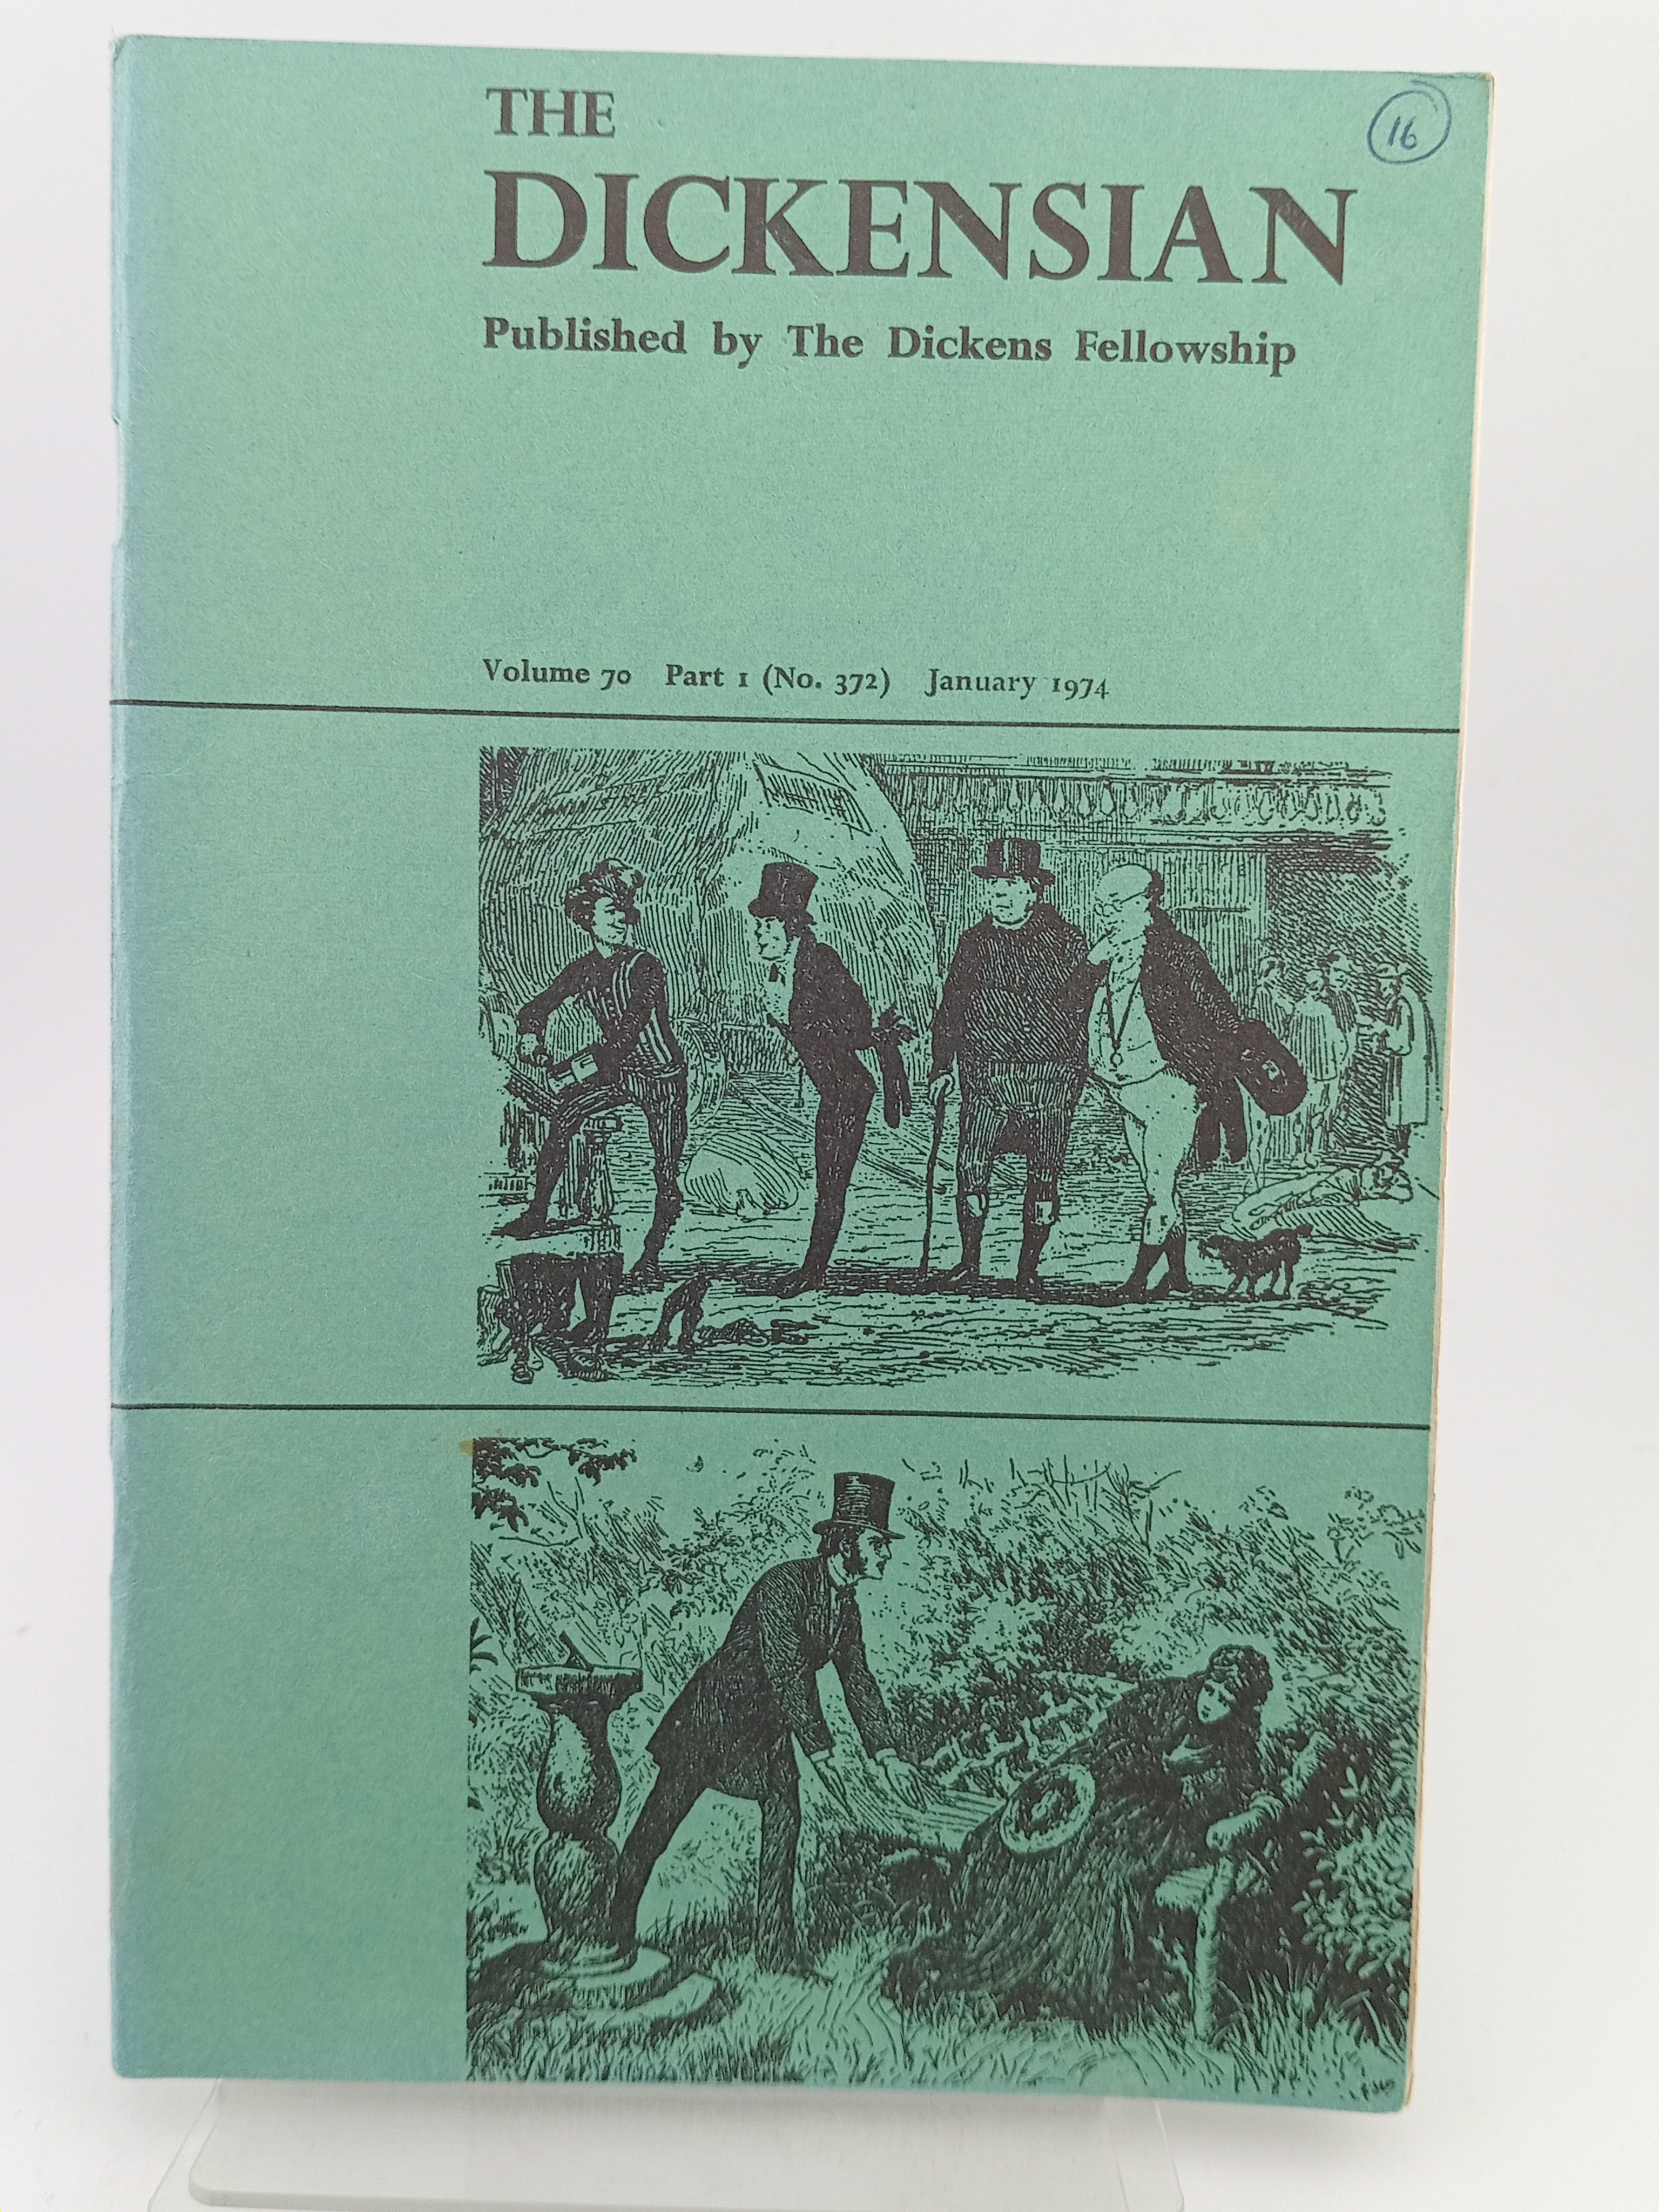 THE
16
DICKENSIAN
Published by The Dickens Fellowship
Volume 70 Part 1 (No. 372) January 1974